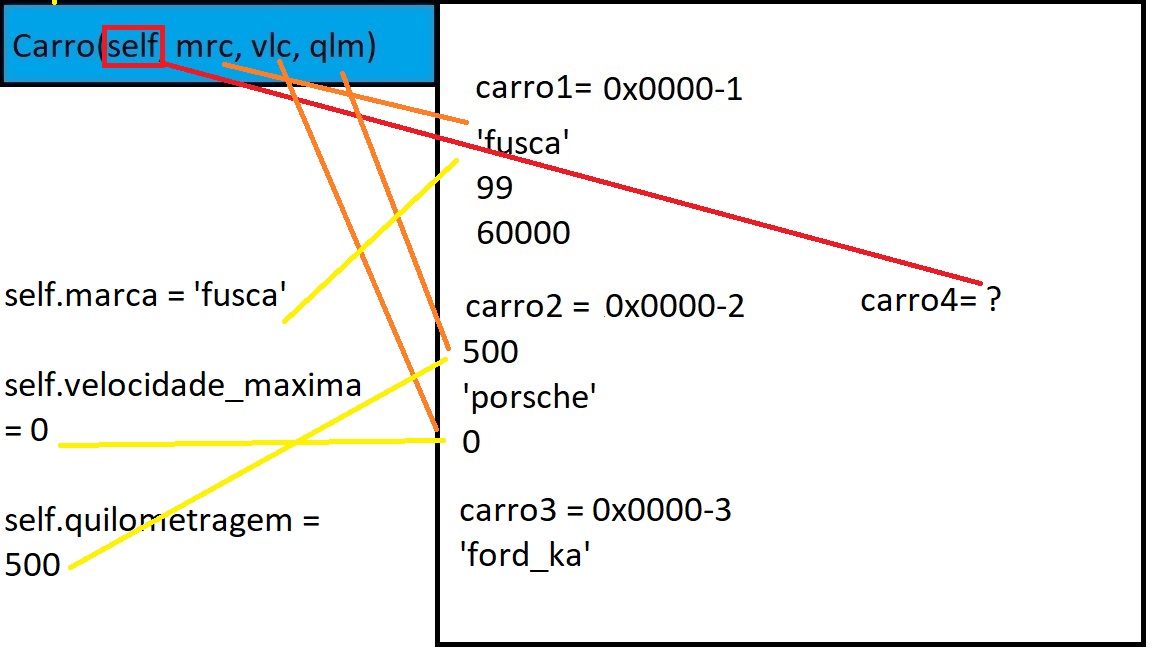 Carro(self, mrc, vlc, qlm)
self.marca = 'fusca'
self.velocidade_maxima
= 0
self.quilometragem =
500
carro1= 0x0000-1
'fusca'
99
60000
carro2 = 0x0000-2
500
'porsche'
0
carro3 = 0x0000-3
'ford_ka'
carro4= ?